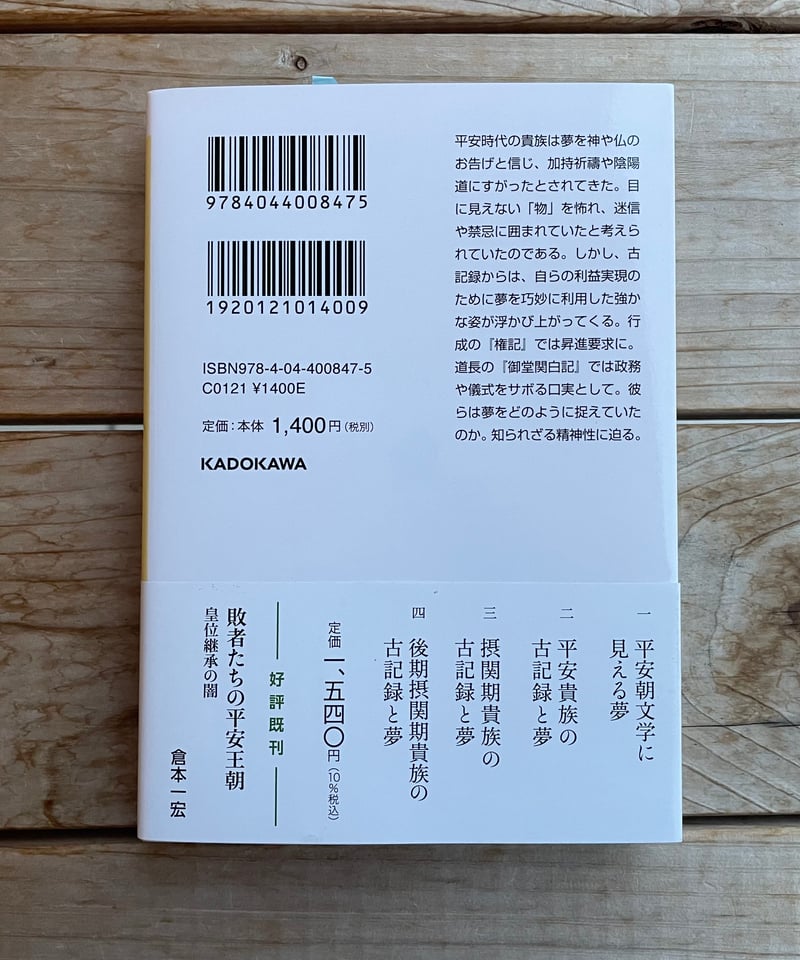 9784044008475
1920121014009
ISBN978-4-04-400847-5
C0121 ¥1400E
定価：本体 1,400円（税別）
KADOKAWA
平安時代の貴族は夢を神や仏の
お告げと信じ、加持祈禱や陰陽
道にすがったとされてきた。目
に見えない「物」を怖れ、迷信
や禁忌に囲まれていたと考えら
れていたのである。しかし、古
記録からは、自らの利益実現の
ために夢を巧妙に利用した強か
な姿が浮かび上がってくる。行
成の『権記』では昇進要求に。
道長の『御堂関白記』では政務
や儀式をサボる口実として。彼
らは夢をどのように捉えていた
のか。知られざる精神性に迫る。
一 平安朝文学に
見える夢
二 平安貴族の
古記録と夢
三 摂関期貴族の
古記録と夢
四 後期摂関期貴族の
古記録と夢
定価 一、五四〇円（10%税込）
好評既刊
敗者たちの平安王朝
皇位継承の闇
倉本一宏